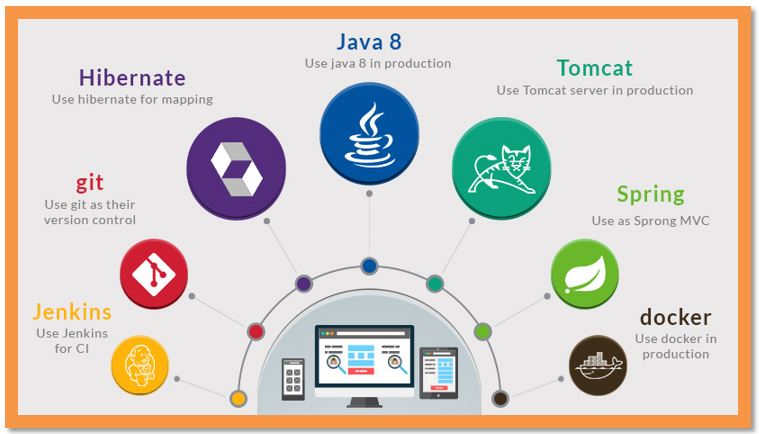 Java 8
Use java 8 in production
Hibernate
Use hibernate for mapping
Tomcat
Use Tomcat server in production
git
Use git as their
version control
Spring
Use as Sprong MVC
Jenkins
Use Jenkins
for CI
docker
Use docker in
production